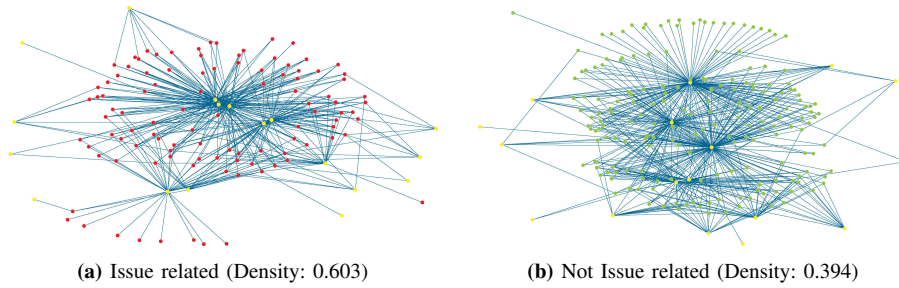 (a) Issue related (Density: 0.603)
(b) Not Issue related (Density: 0.394)